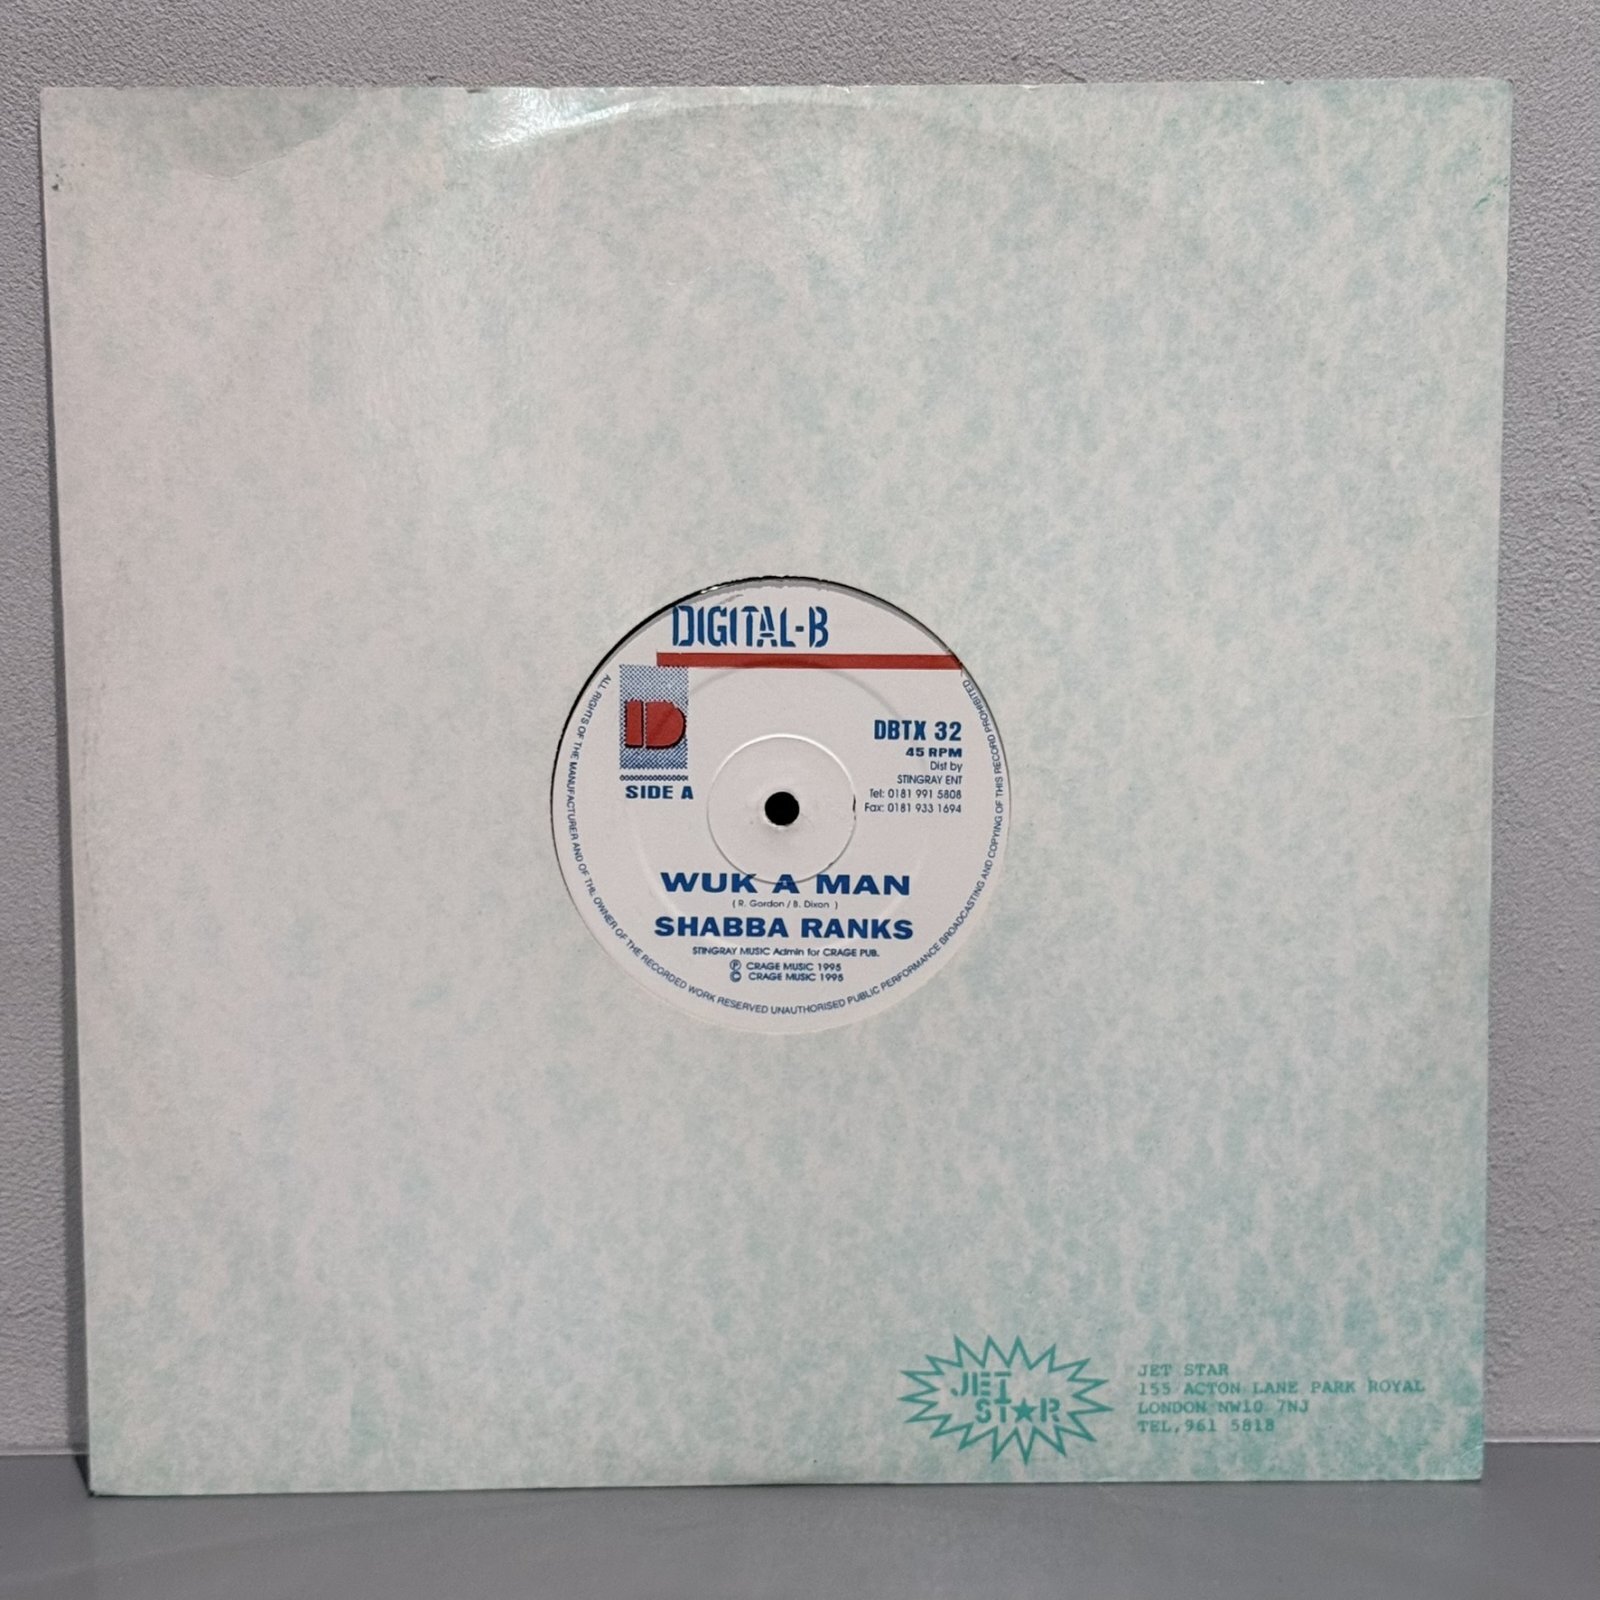 DIGITAL-B
D
SIDE A
DBTX 32
45 RPM
Dist by
STINGRAY ENT
Tel: 0181 991 5808
Fax: 0181 933 1694
WUK A MAN
( R. Gordon / B. Dixon )
SHABBA RANKS
STINGRAY MUSIC Admin for CRAGE PUB.
Ⓟ CRAGE MUSIC 1995
© CRAGE MUSIC 1995
ALL RIGHTS OF THE MANUFACTURER AND OF THE OWNER OF THE RECORDED WORK RESERVED UNAUTHORISED PUBLIC PERFORMANCE BROADCASTING AND COPYING OF THIS RECORD PROHIBITED
JET
ST★R
JET STAR
155 ACTON LANE PARK ROYAL
LONDON NW10 7NJ
TEL,961 5818